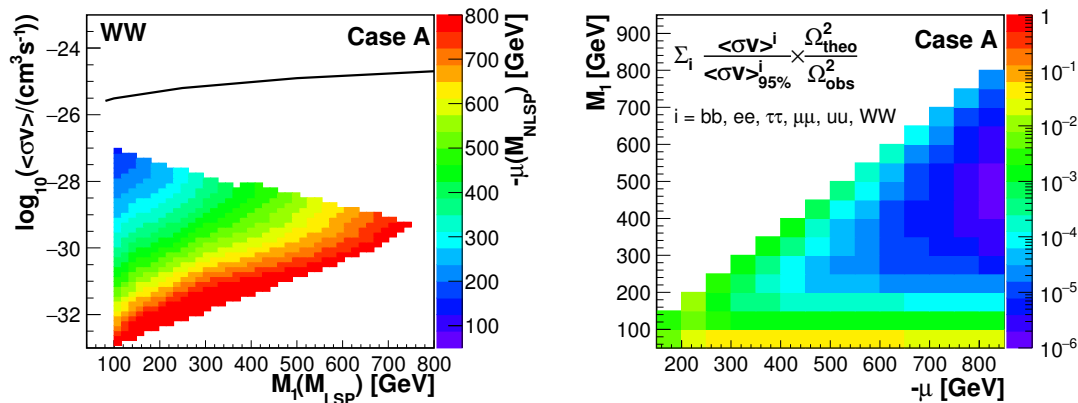 WW
Case A
log10(<σv>/(cm³s⁻¹)
−24
−26
−28
−30
−32
100 200 300 400 500 600 700 800
M₁(M_LSP) [GeV]
800
700
600
500
400
300
200
100
-μ(M_NLSP) [GeV]
Case A
Σᵢ <σv>ⁱ / <σv>ⁱ95% × Ω²theo / Ω²obs
i = bb, ee, ττ, μμ, uu, WW
M₁ [GeV]
900
800
700
600
500
400
300
200
100
200 300 400 500 600 700 800
-μ [GeV]
1
10⁻¹
10⁻²
10⁻³
10⁻⁴
10⁻⁵
10⁻⁶